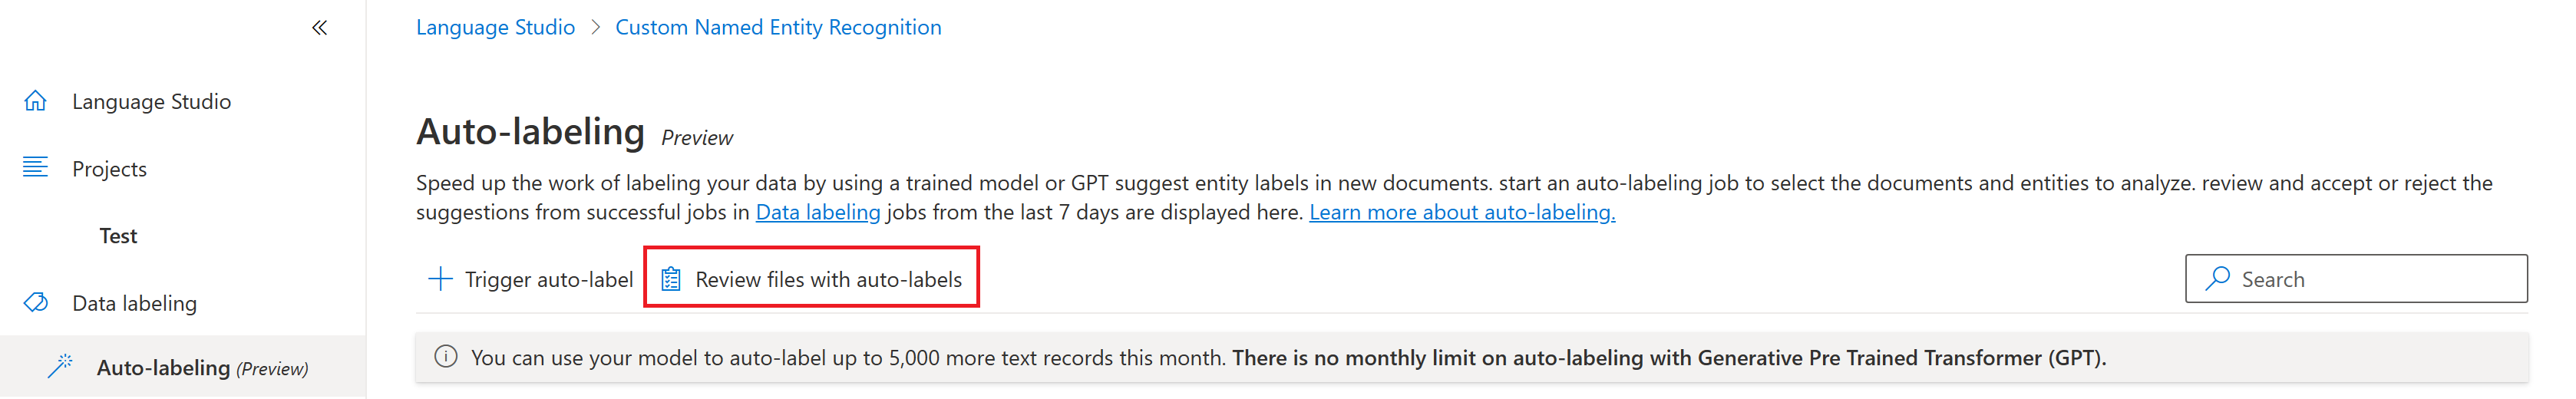 Language Studio > Custom Named Entity Recognition
Language Studio
Projects
Test
Data labeling
Auto-labeling (Preview)
Auto-labeling Preview
Speed up the work of labeling your data by using a trained model or GPT suggest entity labels in new documents. start an auto-labeling job to select the documents and entities to analyze. review and accept or reject the
suggestions from successful jobs in Data labeling jobs from the last 7 days are displayed here. Learn more about auto-labeling.
Trigger auto-label Review files with auto-labels Search
You can use your model to auto-label up to 5,000 more text records this month. There is no monthly limit on auto-labeling with Generative Pre Trained Transformer (GPT).